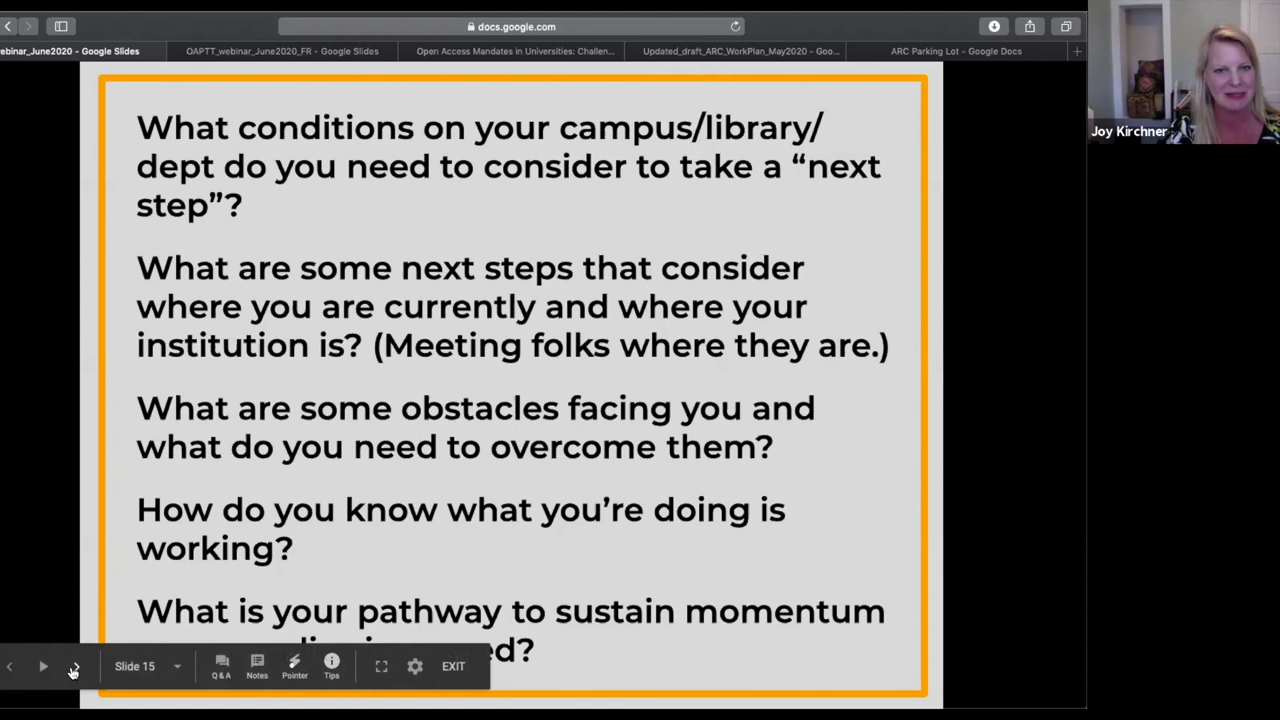 docs.google.com
ebinar_June2020 - Google Slides
OAPTT_webinar_June2020_FR - Google Slides
Open Access Mandates in Universities: Challen...
Updated_draft_ARC_WorkPlan_May2020 - Goo...
ARC Parking Lot - Google Docs
Joy Kirchner
What conditions on your campus/library/
dept do you need to consider to take a “next
step”?
What are some next steps that consider
where you are currently and where your
institution is? (Meeting folks where they are.)
What are some obstacles facing you and
what do you need to overcome them?
How do you know what you’re doing is
working?
What is your pathway to sustain momentum
ed?
Slide 15
Q & A
Notes
Pointer
Tips
EXIT